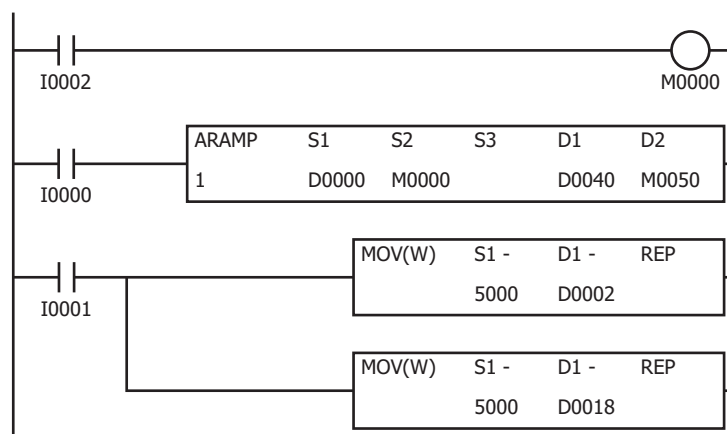 I0002 M0000
ARAMP S1 S2 S3 D1 D2
1 D0000 M0000 D0040 M0050
I0000
MOV(W) S1 - D1 - REP
5000 D0002
I0001
MOV(W) S1 - D1 - REP
5000 D0018